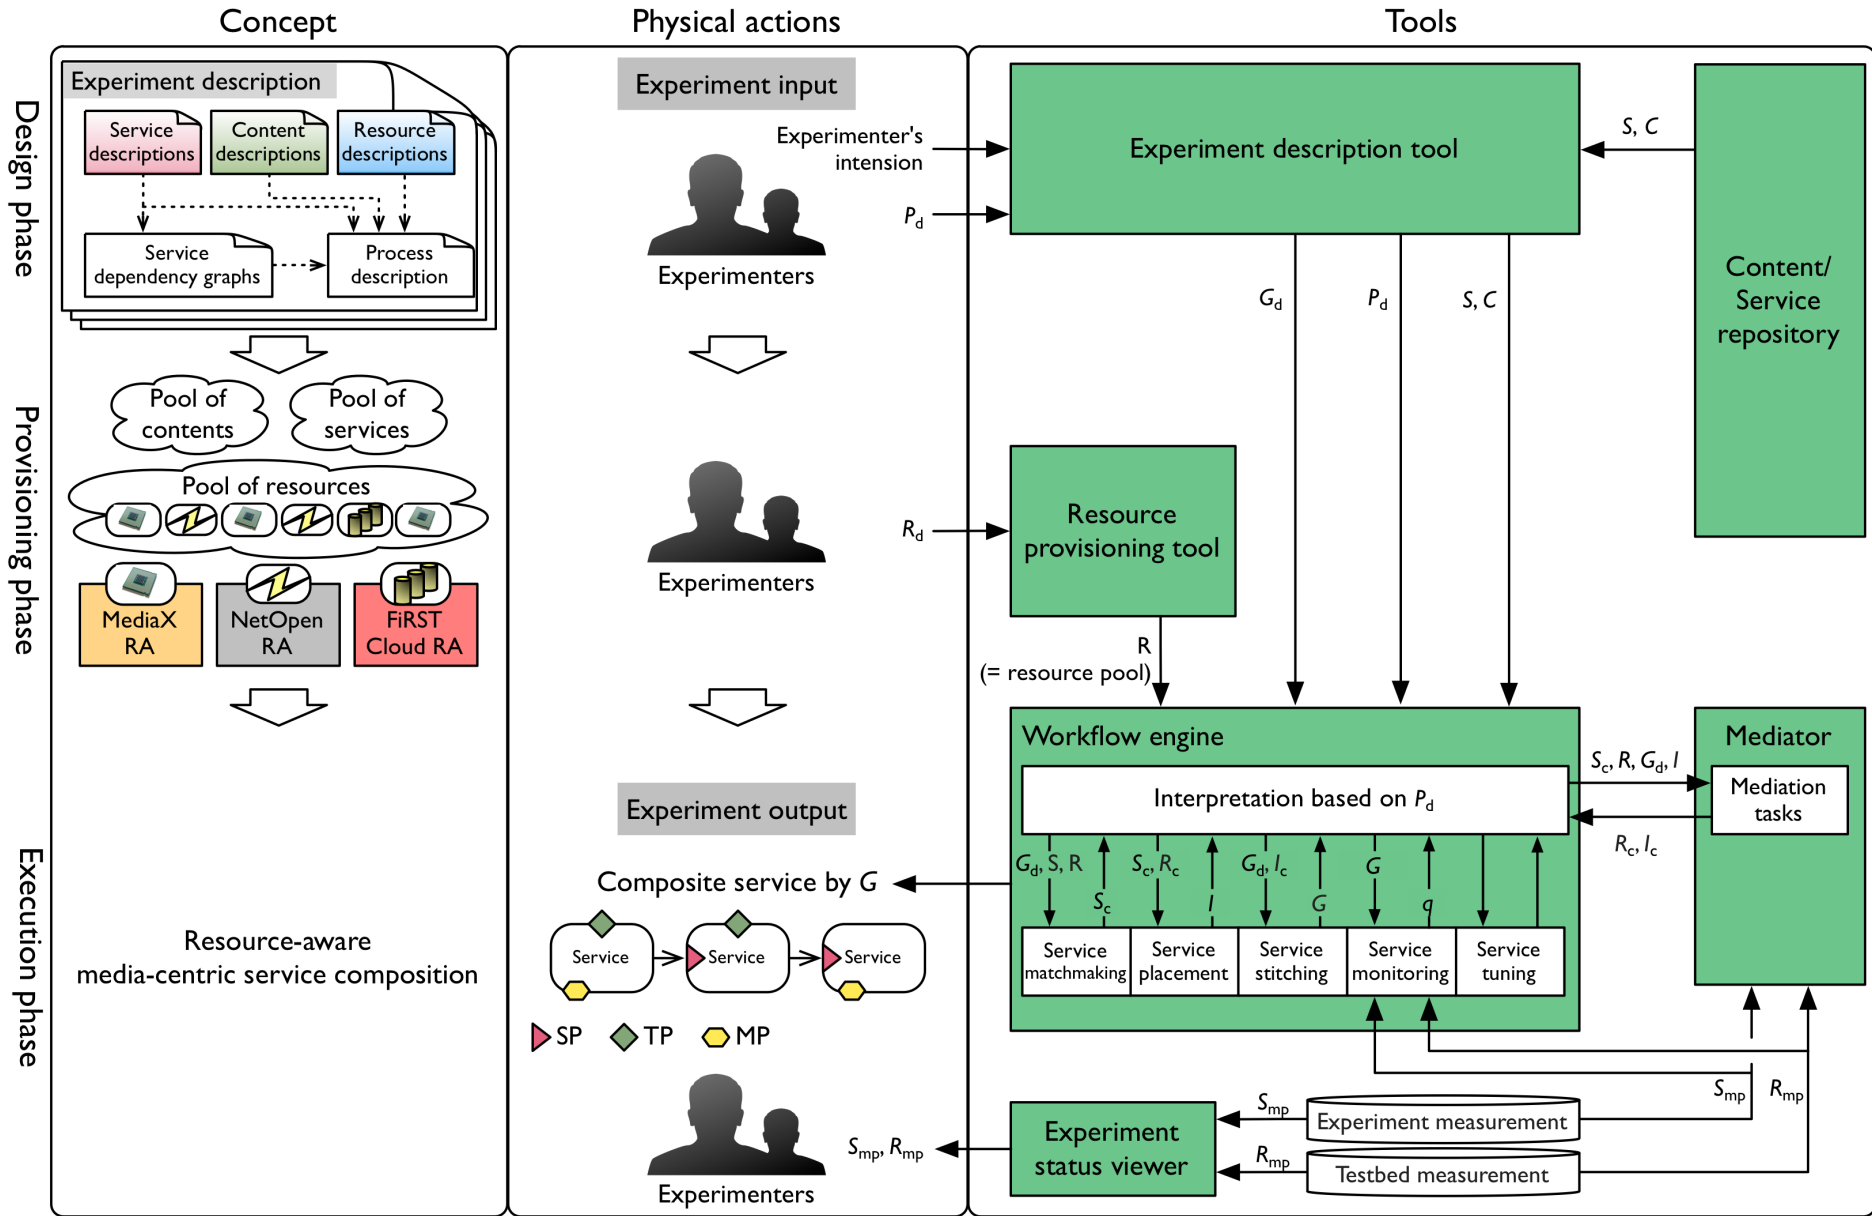 Concept
Physical actions
Tools
Design phase
Provisioning phase
Execution phase
Experiment description
Service
descriptions
Content
descriptions
Resource
descriptions
Service
dependency graphs
Process
description
Pool of
contents
Pool of
services
Pool of resources
MediaX
RA
NetOpen
RA
FiRST
Cloud RA
Resource-aware
media-centric service composition
Experiment input
Experimenter's
intension
Pd
Experimenters
Rd
Experimenters
Experiment output
Composite service by G
Service
Service
Service
SP
TP
MP
Smp, Rmp
Experimenters
Experiment description tool
S, C
Content/
Service
repository
Gd
Pd
S, C
Resource
provisioning tool
R
(= resource pool)
Workflow engine
Interpretation based on Pd
Gd, S, R
Sc
Sc, Rc
I
Gd, Ic
G
G
q
Service
matchmaking
Service
placement
Service
stitching
Service
monitoring
Service
tuning
Sc, R, Gd, I
Rc, Ic
Mediator
Mediation
tasks
Smp
Rmp
Experiment
status viewer
Smp
Experiment measurement
Rmp
Testbed measurement